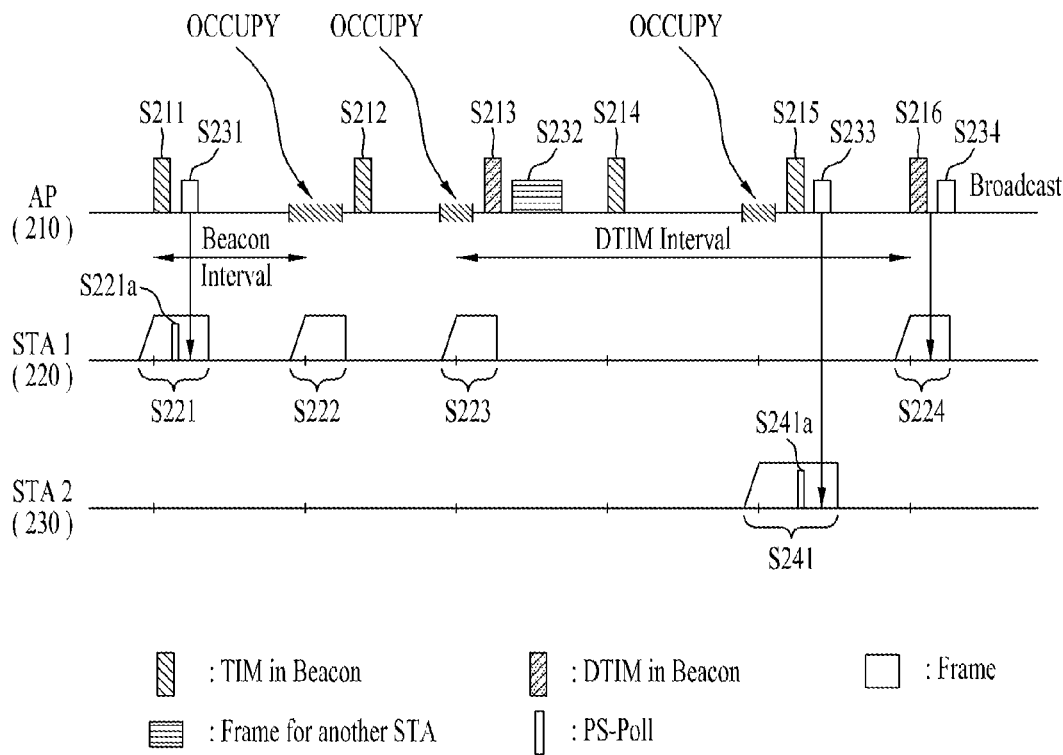 OCCUPY OCCUPY OCCUPY
S211 S231 S212 S213 S232 S214 S215 S233 S216 S234
AP
( 210 )
Broadcast
Beacon
Interval
DTIM Interval
S221a
STA 1
( 220 )
S221 S222 S223 S224
S241a
STA 2
( 230 )
S241
: TIM in Beacon : DTIM in Beacon : Frame
: Frame for another STA : PS-Poll